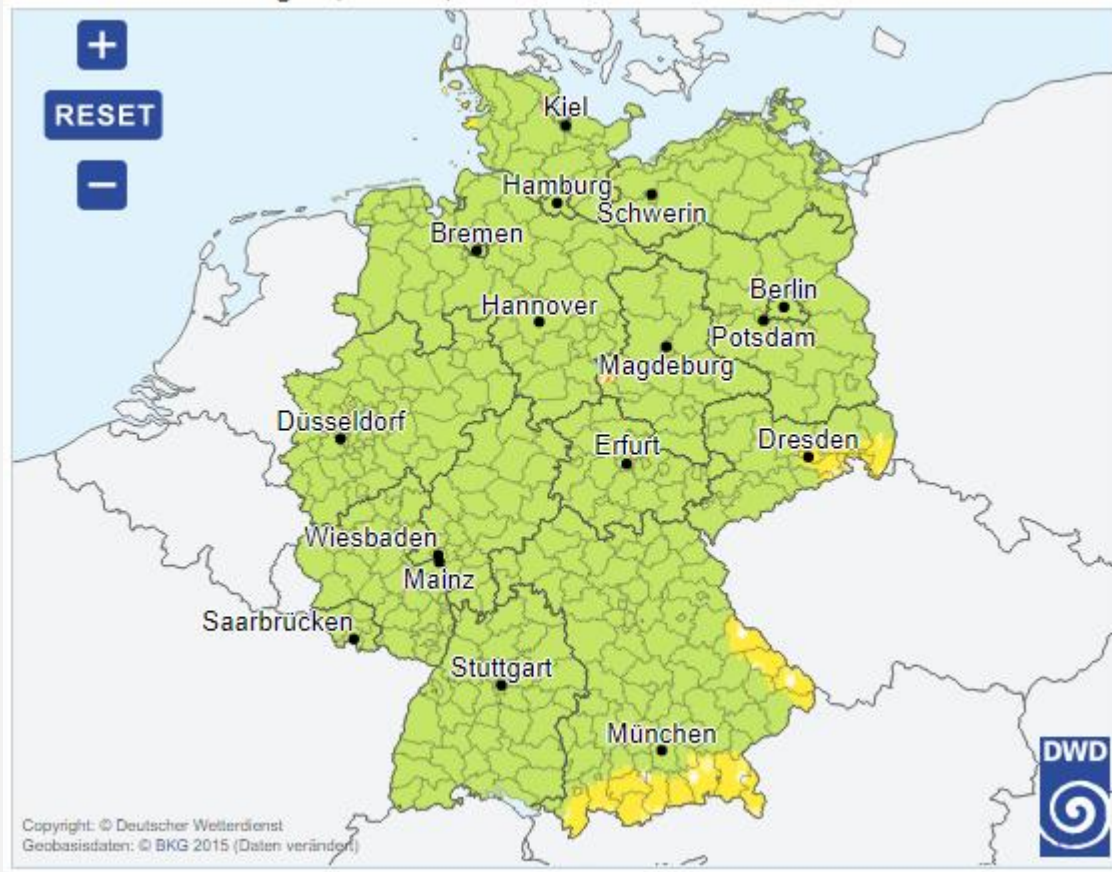 +
RESET
−
Kiel
Hamburg
Schwerin
Bremen
Berlin
Hannover
Potsdam
Magdeburg
Düsseldorf
Erfurt
Dresden
Wiesbaden
Mainz
Saarbrücken
Stuttgart
München
DWD
Copyright: © Deutscher Wetterdienst
Geobasisdaten: © BKG 2015 (Daten verändert)